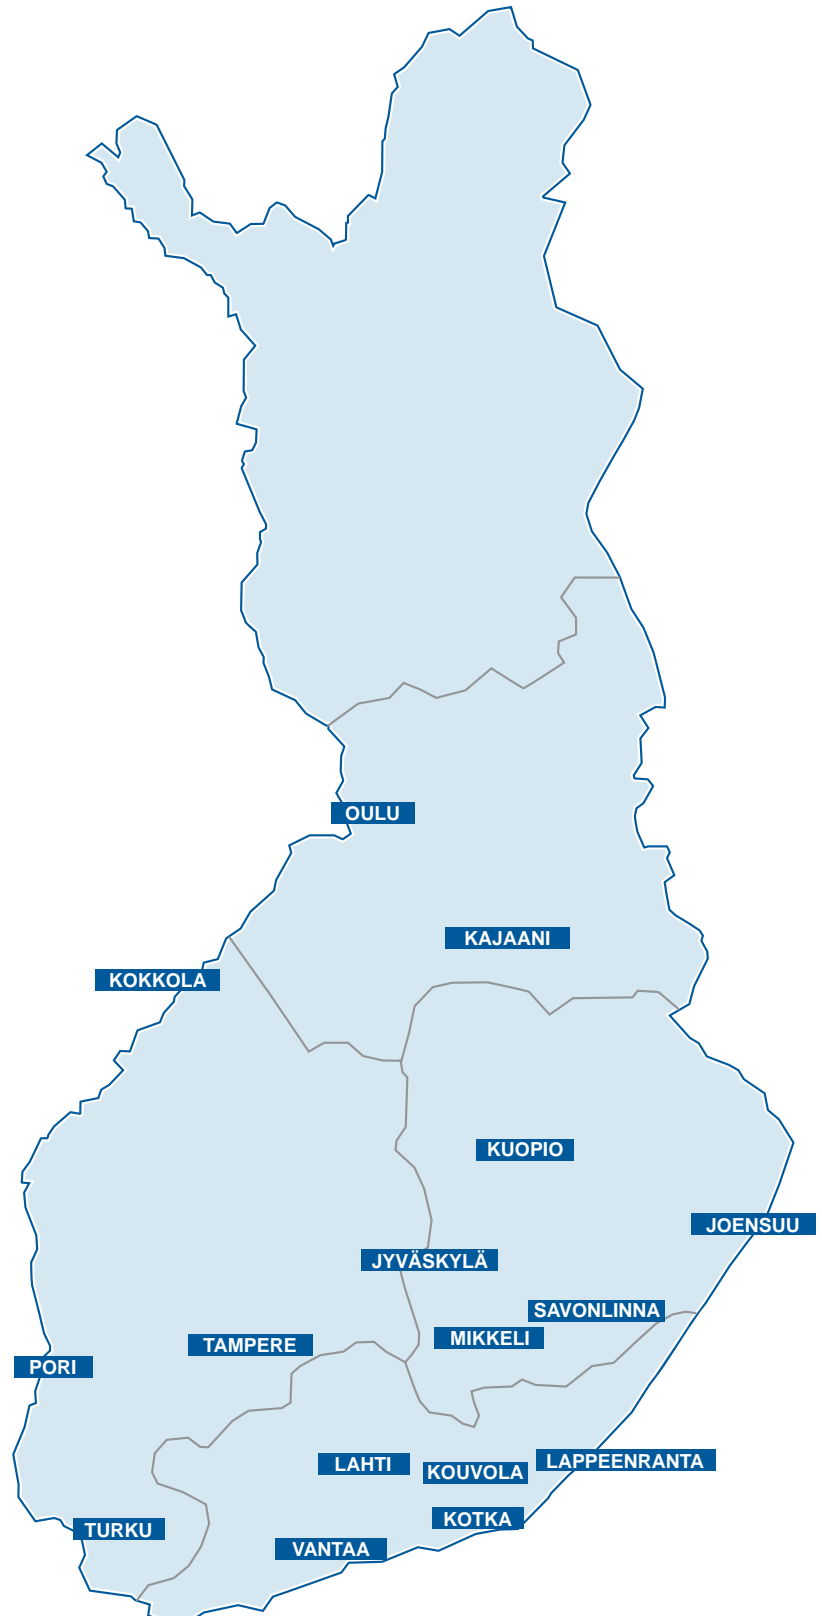 OULU
KAJAANI
KOKKOLA
KUOPIO
JOENSUU
JYVÄSKYLÄ
SAVONLINNA
MIKKELI
TAMPERE
PORI
LAPPEENRANTA
LAHTI
KOUVOLA
KOTKA
TURKU
VANTAA